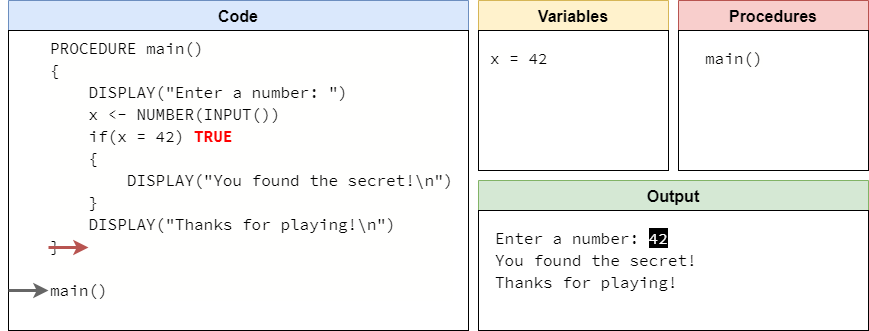 Code
PROCEDURE main()
{
DISPLAY("Enter a number: ")
x <- NUMBER(INPUT())
if(x = 42) TRUE
{
DISPLAY("You found the secret!\n")
}
DISPLAY("Thanks for playing!\n")
}
main()
Variables
x = 42
Procedures
main()
Output
Enter a number: 42
You found the secret!
Thanks for playing!